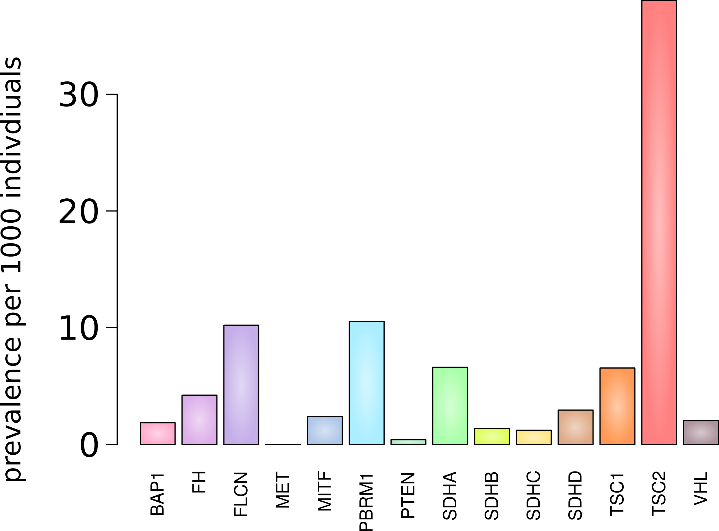 prevalence per 1000 indivdiuals
30
20
10
0
BAP1
FH
FLCN
MET
MITF
PBRM1
PTEN
SDHA
SDHB
SDHC
SDHD
TSC1
TSC2
VHL